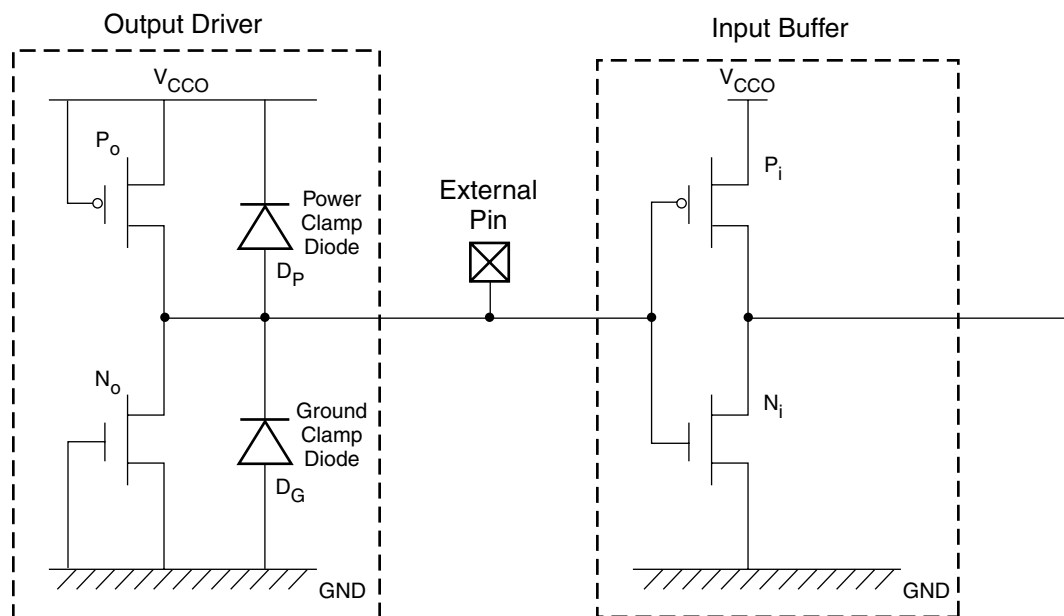 Output Driver
Input Buffer
VCCO
VCCO
Po
Pi
Power
Clamp
Diode
DP
External
Pin
No
Ni
Ground
Clamp
Diode
DG
GND
GND